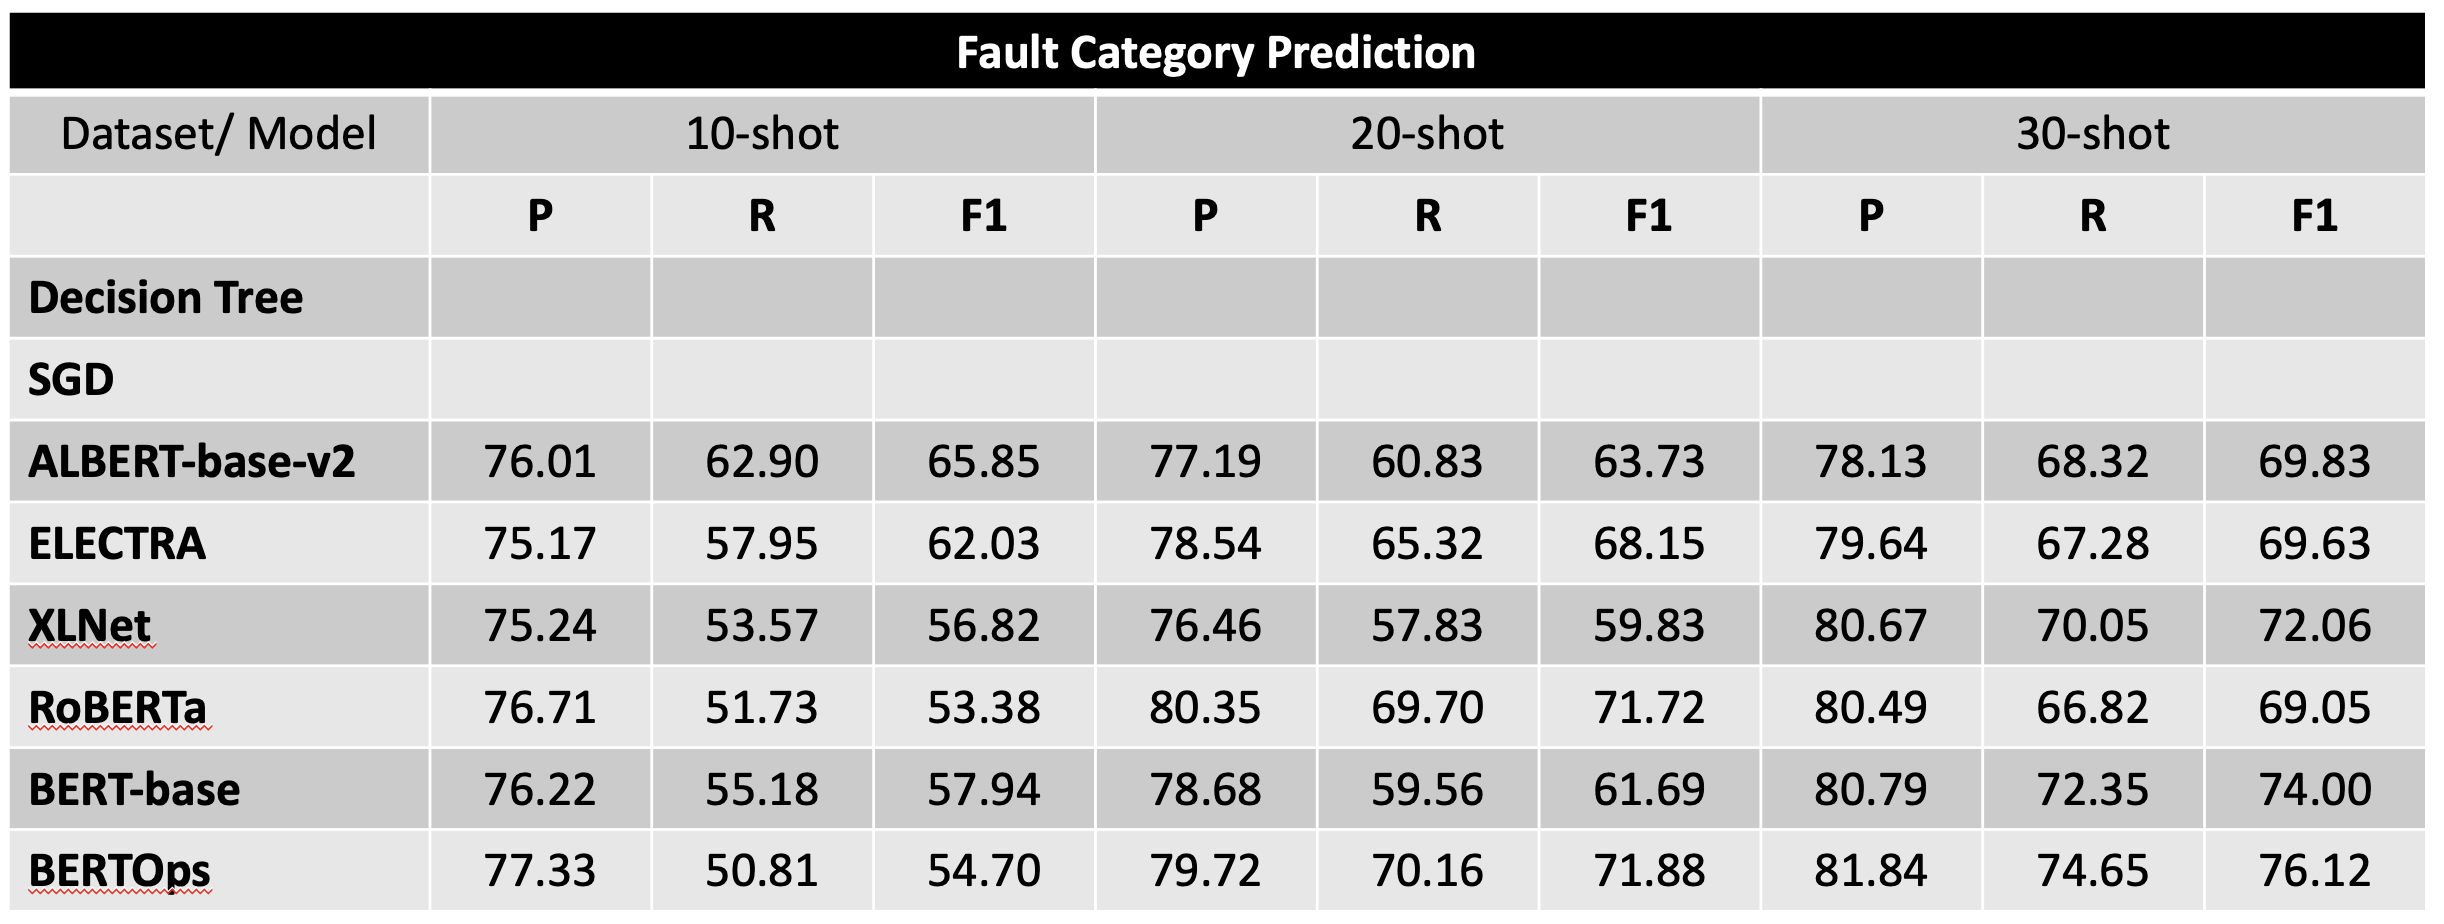 Fault Category Prediction
Dataset/ Model 10-shot 20-shot 30-shot
P R F1 P R F1 P R F1
Decision Tree
SGD
ALBERT-base-v2 76.01 62.90 65.85 77.19 60.83 63.73 78.13 68.32 69.83
ELECTRA 75.17 57.95 62.03 78.54 65.32 68.15 79.64 67.28 69.63
XLNet 75.24 53.57 56.82 76.46 57.83 59.83 80.67 70.05 72.06
RoBERTa 76.71 51.73 53.38 80.35 69.70 71.72 80.49 66.82 69.05
BERT-base 76.22 55.18 57.94 78.68 59.56 61.69 80.79 72.35 74.00
BERTOps 77.33 50.81 54.70 79.72 70.16 71.88 81.84 74.65 76.12